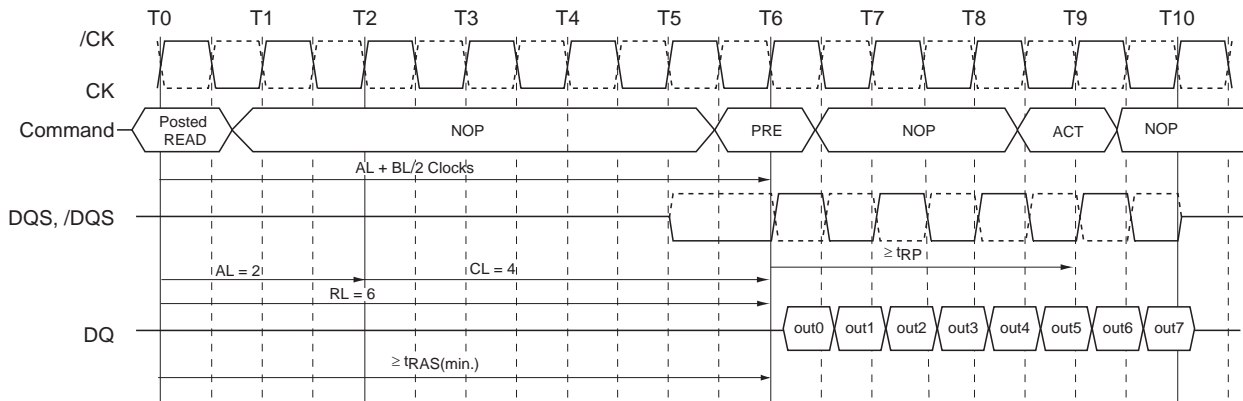 T0 T1 T2 T3 T4 T5 T6 T7 T8 T9 T10
/CK
CK
Command
Posted READ
NOP
PRE
NOP
ACT
NOP
AL + BL/2 Clocks
DQS, /DQS
≥ tRP
AL = 2
CL = 4
RL = 6
DQ
out0 out1 out2 out3 out4 out5 out6 out7
≥ tRAS(min.)